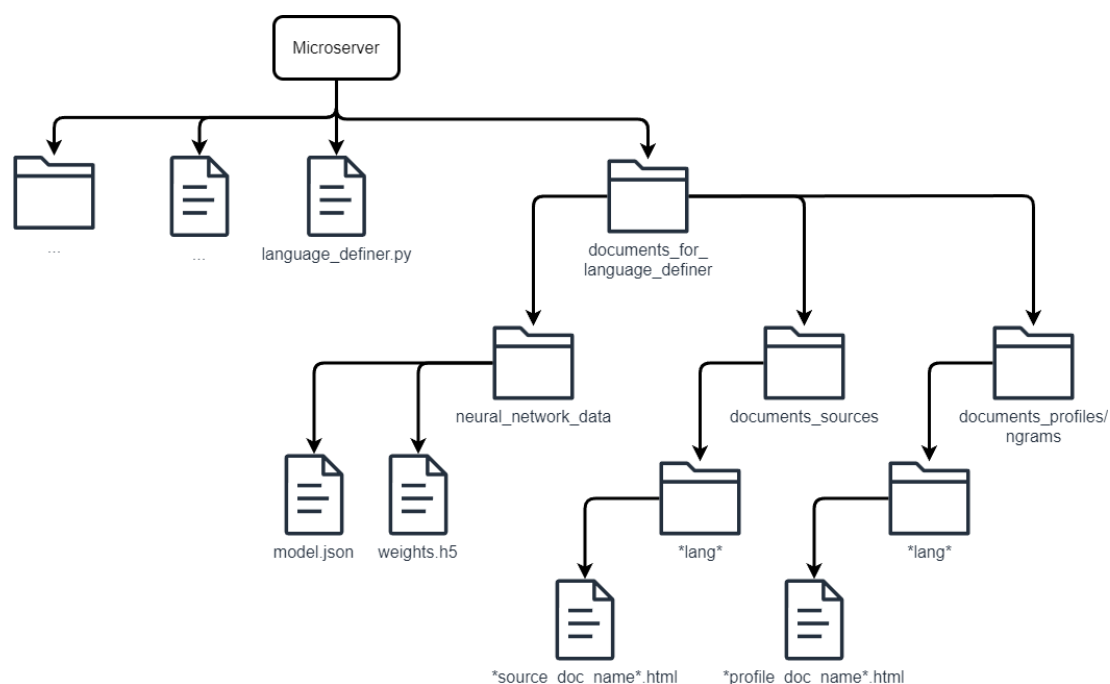 Microserver
...
...
language_definer.py
documents_for_
language_definer
neural_network_data
documents_sources
documents_profiles/
ngrams
model.json
weights.h5
*lang*
*lang*
*source_doc_name*.html
*profile_doc_name*.html